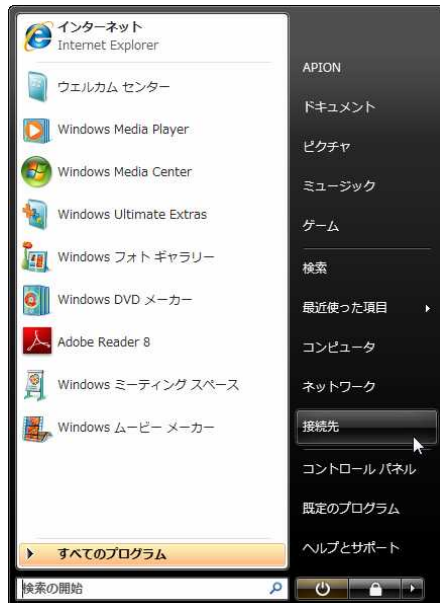 インターネット
Internet Explorer
ウェルカム センター
Windows Media Player
Windows Media Center
Windows Ultimate Extras
Windows フォト ギャラリー
Windows DVD メーカー
Adobe Reader 8
Windows ミーティング スペース
Windows ムービー メーカー
すべてのプログラム
検索の開始
APION
ドキュメント
ピクチャ
ミュージック
ゲーム
検索
最近使った項目
コンピュータ
ネットワーク
接続先
コントロール パネル
既定のプログラム
ヘルプとサポート